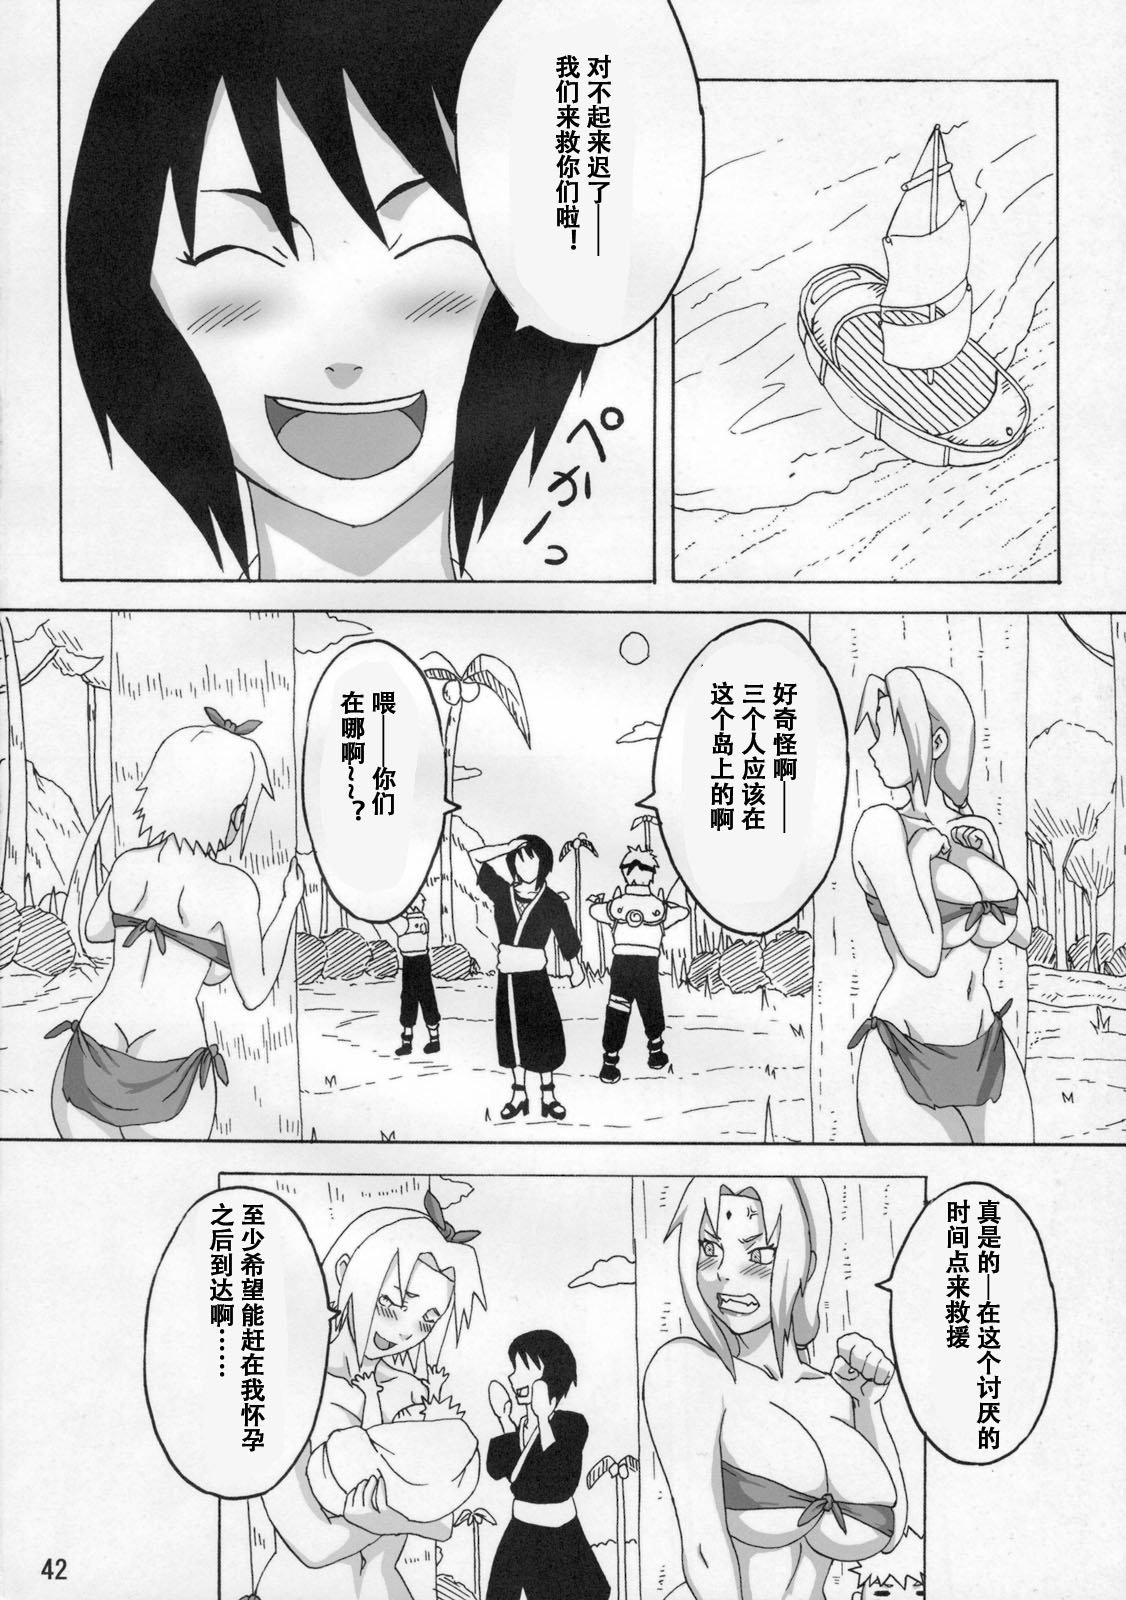 对不起来迟了——
我们来救你们啦！
ペ
こ
っ
好奇怪啊——
三个人应该在
这个岛上的啊
喂——你们
在哪啊~~？
真是的—在这个讨厌的
时间点来救援
至少希望能赶在我怀孕
之后到达啊……
42